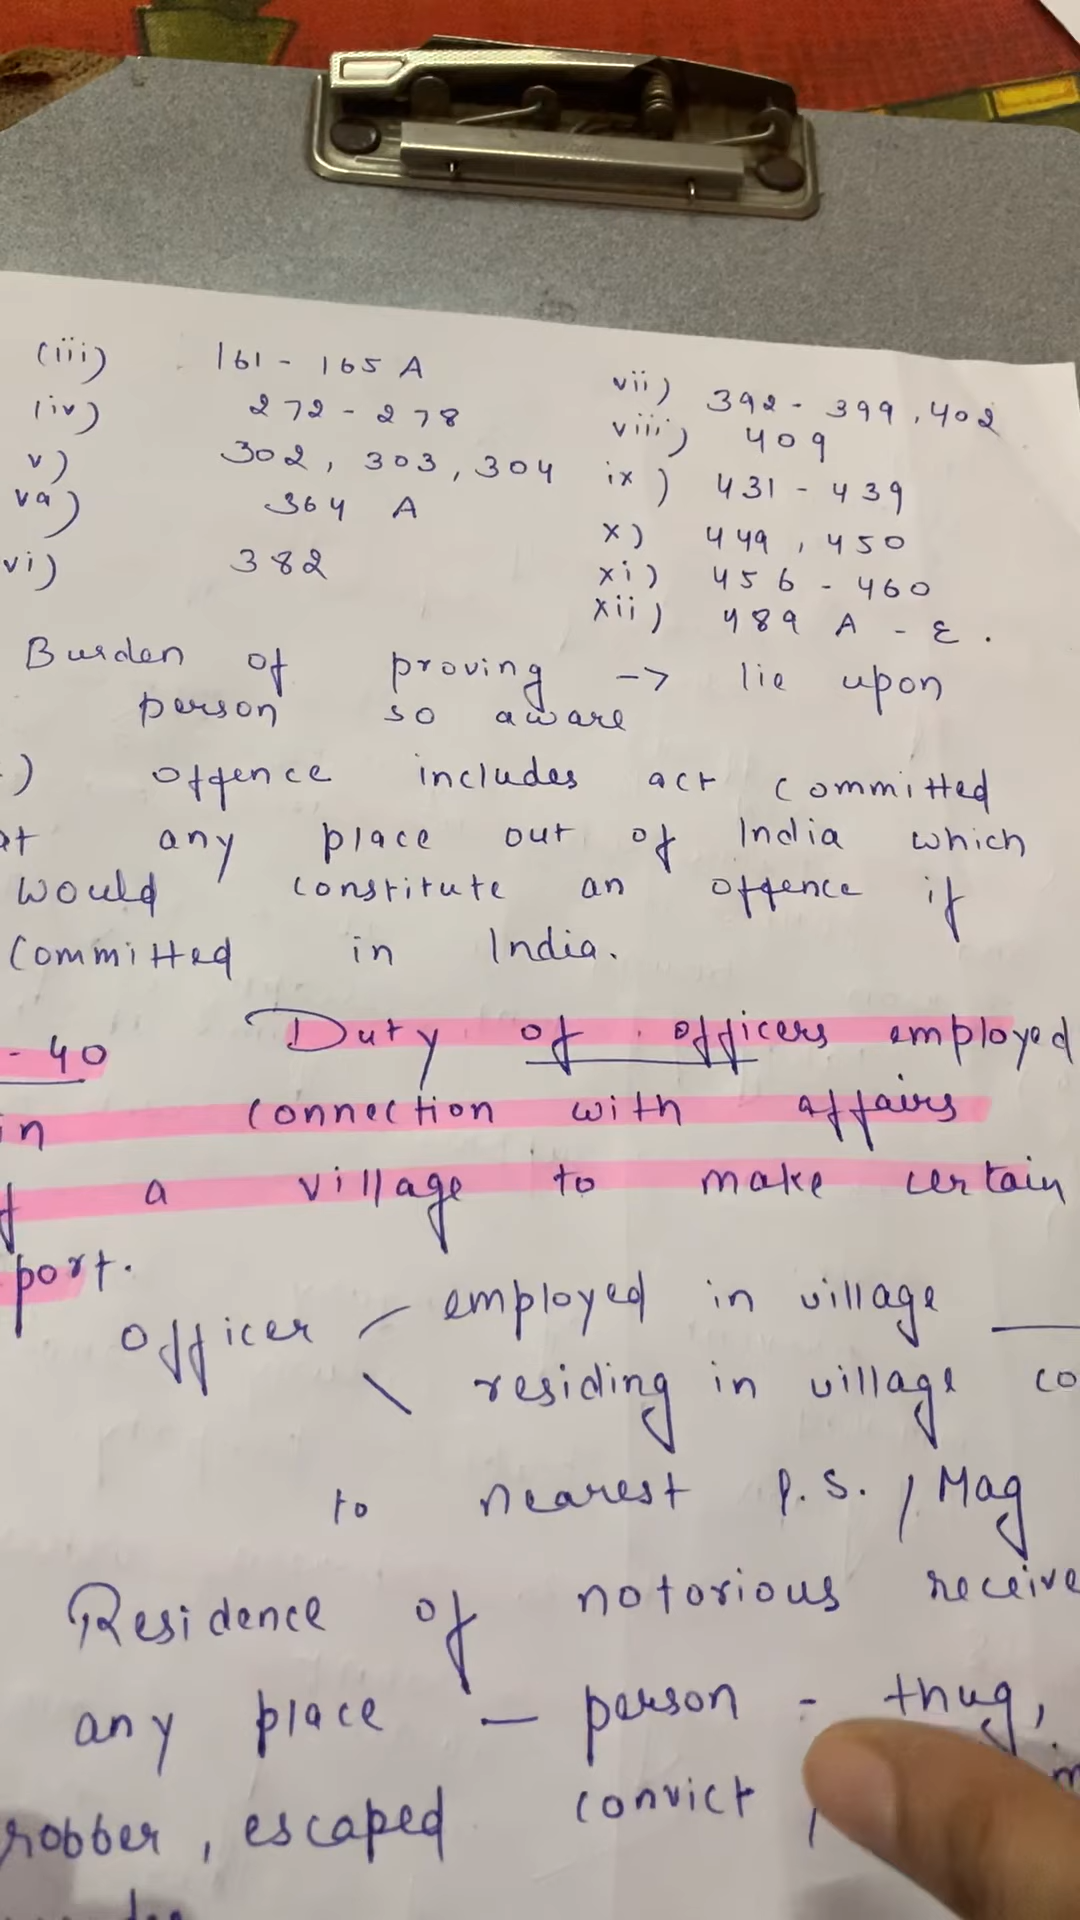 (iii) 161 - 165 A
(iv) 272 - 278
v) 302, 303, 304
va) 364 A
vi) 382
vii) 392 - 399, 402
viii) 409
ix) 431 - 439
x) 449, 450
xi) 456 - 460
xii) 489 A - E.
Burden of proving -> lie upon
person so aware
) offence includes act committed
at any place out of India which
would constitute an offence if
committed in India.
- 40 Duty of officers employed
in connection with affairs
a village to make certain
port.
officer employed in village
residing in village co
to nearest P.S. / Mag
Residence of notorious receive
any place - person - thug,
robber, escaped convict,